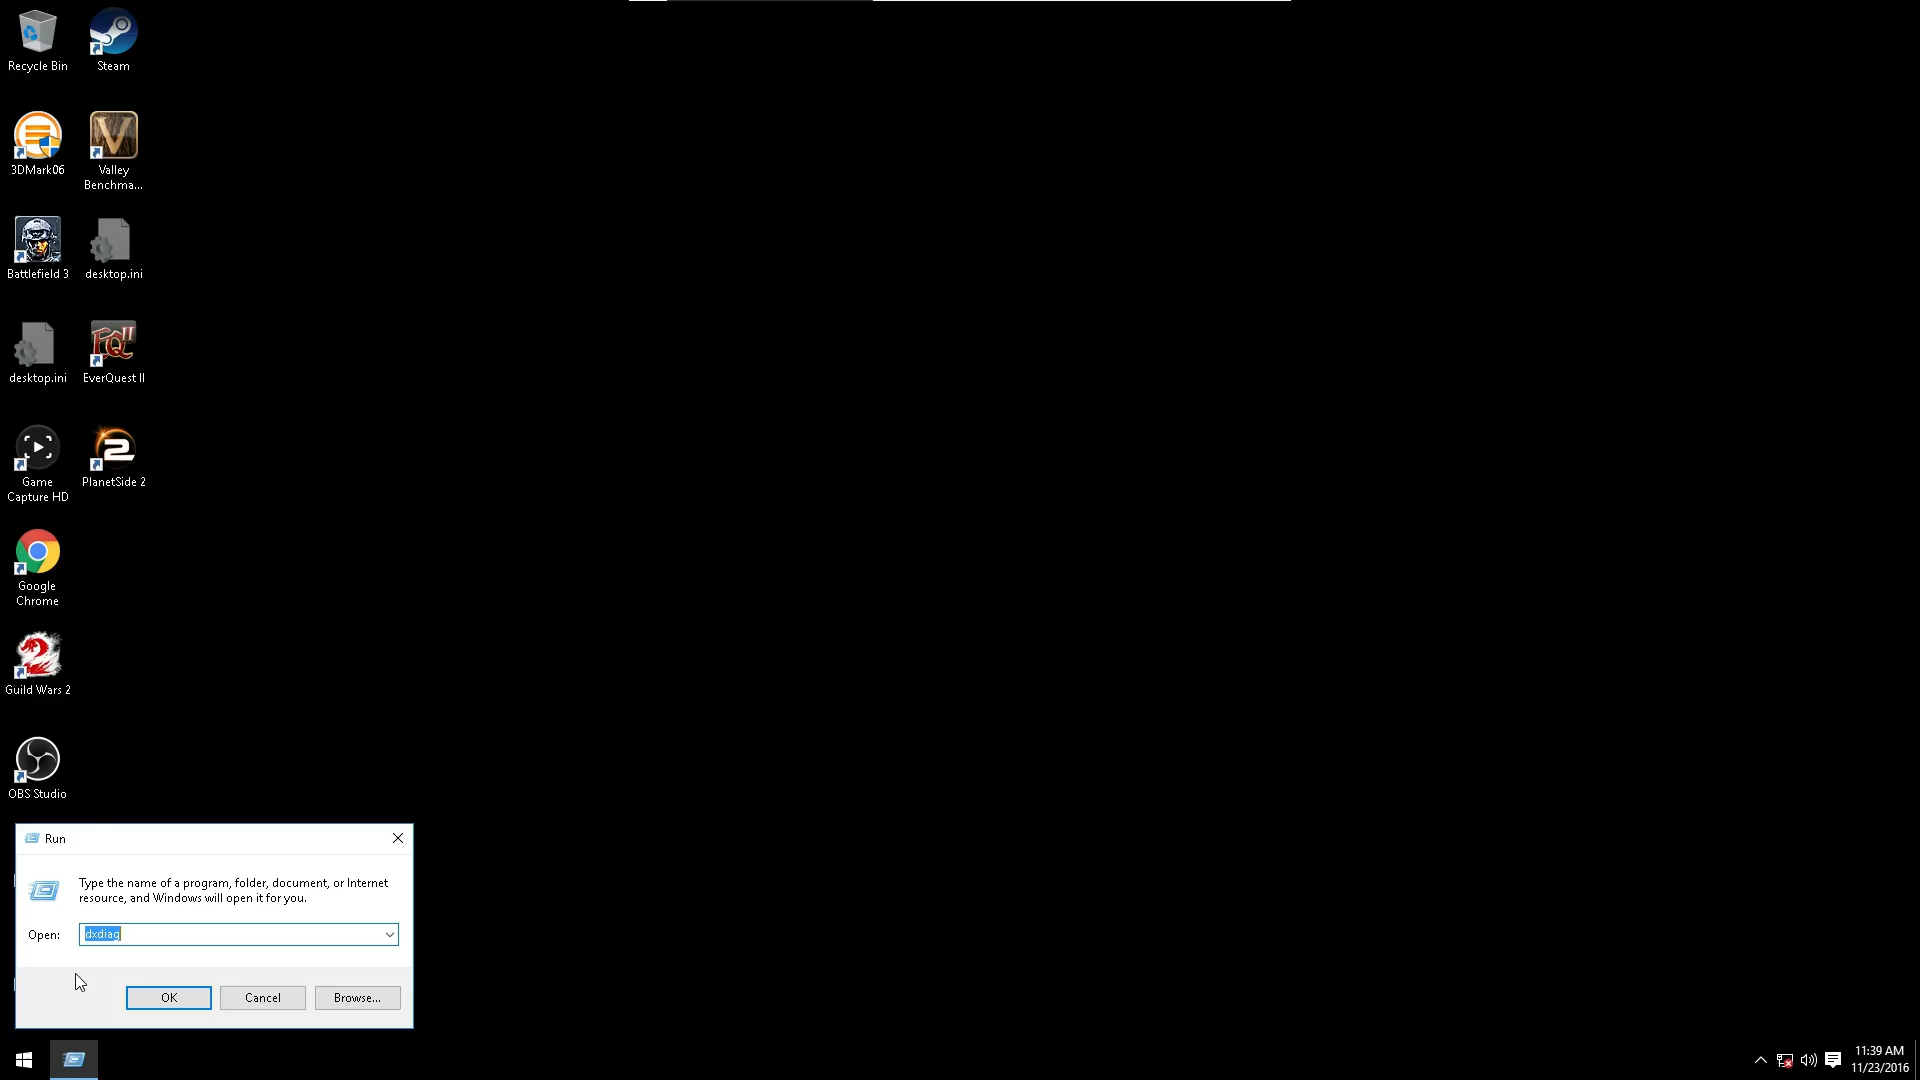 Recycle Bin
Steam
3DMark06
Valley
Benchma...
Battlefield 3
desktop.ini
desktop.ini
EverQuest II
Game
Capture HD
PlanetSide 2
Google
Chrome
Guild Wars 2
OBS Studio
Run
Type the name of a program, folder, document, or Internet
resource, and Windows will open it for you.
Open:
dxdiag
OK
Cancel
Browse...
11:39 AM
11/23/2016